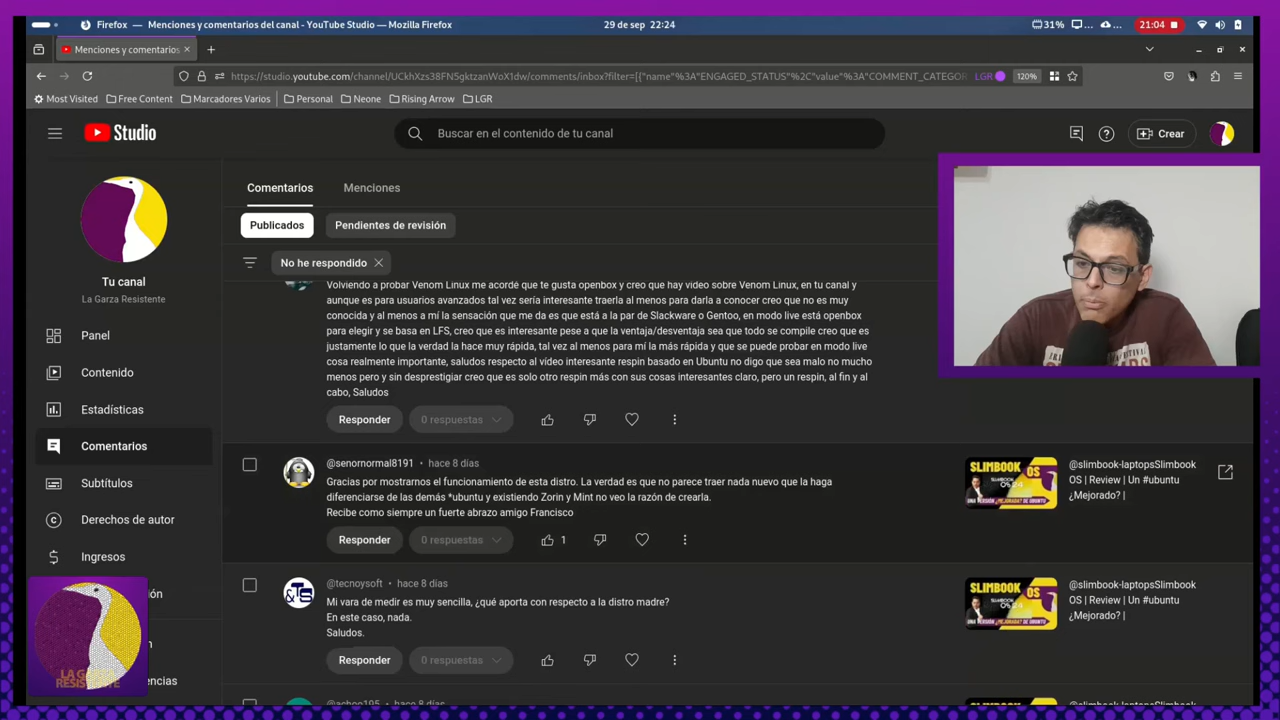 Firefox — Menciones y comentarios del canal - YouTube Studio — Mozilla Firefox
29 de sep 22:24
31%
21:04
Menciones y comentarios
https://studio.youtube.com/channel/UCkhXzs38FN5gktzanWoX1dw/comments/inbox?filter=[{"name"%3A"ENGAGED_STATUS"%2C"value"%3A"COMMENT_CATEGOR
LGR
120%
Most Visited
Free Content
Marcadores Varios
Personal
Neone
Rising Arrow
LGR
Studio
Buscar en el contenido de tu canal
Crear
Tu canal
La Garza Resistente
Panel
Contenido
Estadísticas
Comentarios
Subtítulos
Derechos de autor
Ingresos
Comentarios
Menciones
Publicados
Pendientes de revisión
No he respondido
Volviendo a probar Venom Linux me acordé que te gusta openbox y creo que hay video sobre Venom Linux, en tu canal y
aunque es para usuarios avanzados tal vez sería interesante traerla al menos para darla a conocer creo que no es muy
conocida y al menos a mí la sensación que me da es que está a la par de Slackware o Gentoo, en modo live está openbox
para elegir y se basa en LFS, creo que es interesante pese a que la ventaja/desventaja sea que todo se compile creo que es
justamente lo que la verdad la hace muy rápida, tal vez al menos para mí la más rápida y que se puede probar en modo live
cosa realmente importante, saludos respecto al vídeo interesante respin basado en Ubuntu no digo que sea malo no mucho
menos pero y sin desprestigiar creo que es solo otro respin más con sus cosas interesantes claro, pero un respin, al fin y al
cabo, Saludos
Responder
0 respuestas
@senornormal8191 • hace 8 días
Gracias por mostrarnos el funcionamiento de esta distro. La verdad es que no parece traer nada nuevo que la haga
diferenciarse de las demás *ubuntu y existiendo Zorin y Mint no veo la razón de crearla.
Recibe como siempre un fuerte abrazo amigo Francisco
Responder
0 respuestas
1
SLIMBOOK
OS
@slimbook-laptopsSlimbook
OS | Review | Un #ubuntu
¿Mejorado? |
@tecnoysoft • hace 8 días
Mi vara de medir es muy sencilla, ¿qué aporta con respecto a la distro madre?
En este caso, nada.
Saludos.
Responder
0 respuestas
SLIMBOOK
OS
@slimbook-laptopsSlimbook
OS | Review | Un #ubuntu
¿Mejorado? |
LA GARZA
RESISTENTE